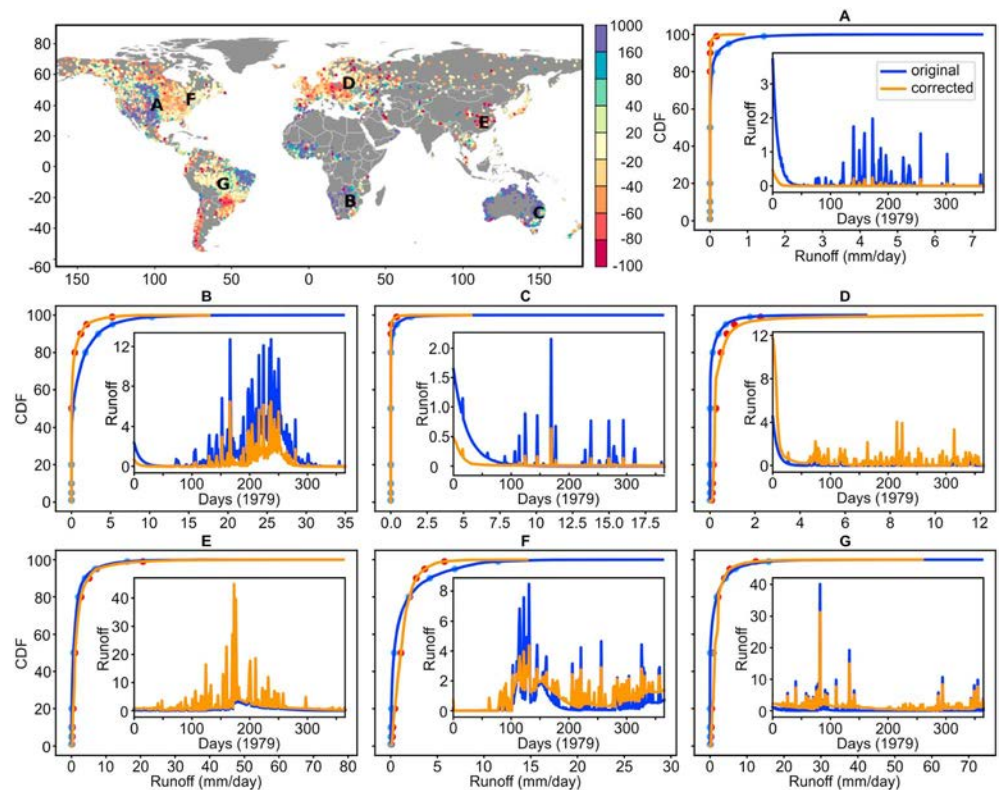 A
80
60
40
20
0
-20
-40
-60
150 100 50 0 50 100 150
A F D E G B C
1000
160
80
40
20
-20
-40
-60
-80
-100
CDF
100
80
60
40
20
0
Runoff
3
2
1
0
original
corrected
0 100 200 300
Days (1979)
0 1 2 3 4 5 6 7
Runoff (mm/day)
B
CDF
100
80
60
40
20
0
Runoff
12
8
4
0
0 100 200 300
Days (1979)
0 5 10 15 20 25 30 35
C
Runoff
2.0
1.5
1.0
0.5
0
0 100 200 300
Days (1979)
0.0 2.5 5.0 7.5 10.0 12.5 15.0 17.5
D
Runoff
12
8
4
0
0 100 200 300
Days (1979)
0 2 4 6 8 10 12
E
CDF
100
80
60
40
20
0
Runoff
40
30
20
10
0
0 100 200 300
Days (1979)
0 10 20 30 40 50 60 70 80
Runoff (mm/day)
F
Runoff
8
6
4
2
0
0 100 200 300
Days (1979)
0 5 10 15 20 25 30
Runoff (mm/day)
G
Runoff
40
30
20
10
0
0 100 200 300
Days (1979)
0 10 20 30 40 50 60 70
Runoff (mm/day)